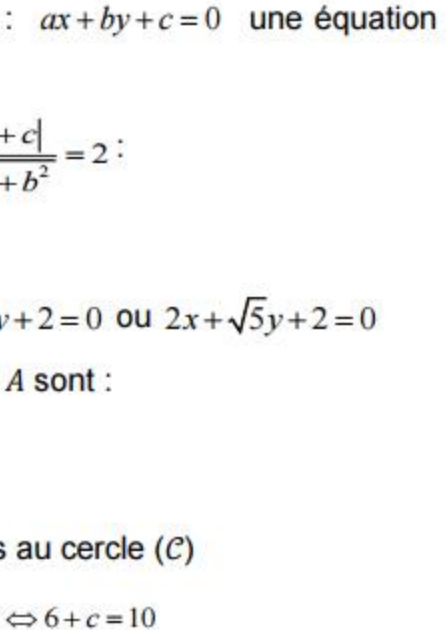 : ax + by + c = 0 une équation
+ c|
+ b² = 2 :
+ 2 = 0 ou 2x + √5y + 2 = 0
A sont :
s au cercle (𝒞)
⇔ 6 + c = 10